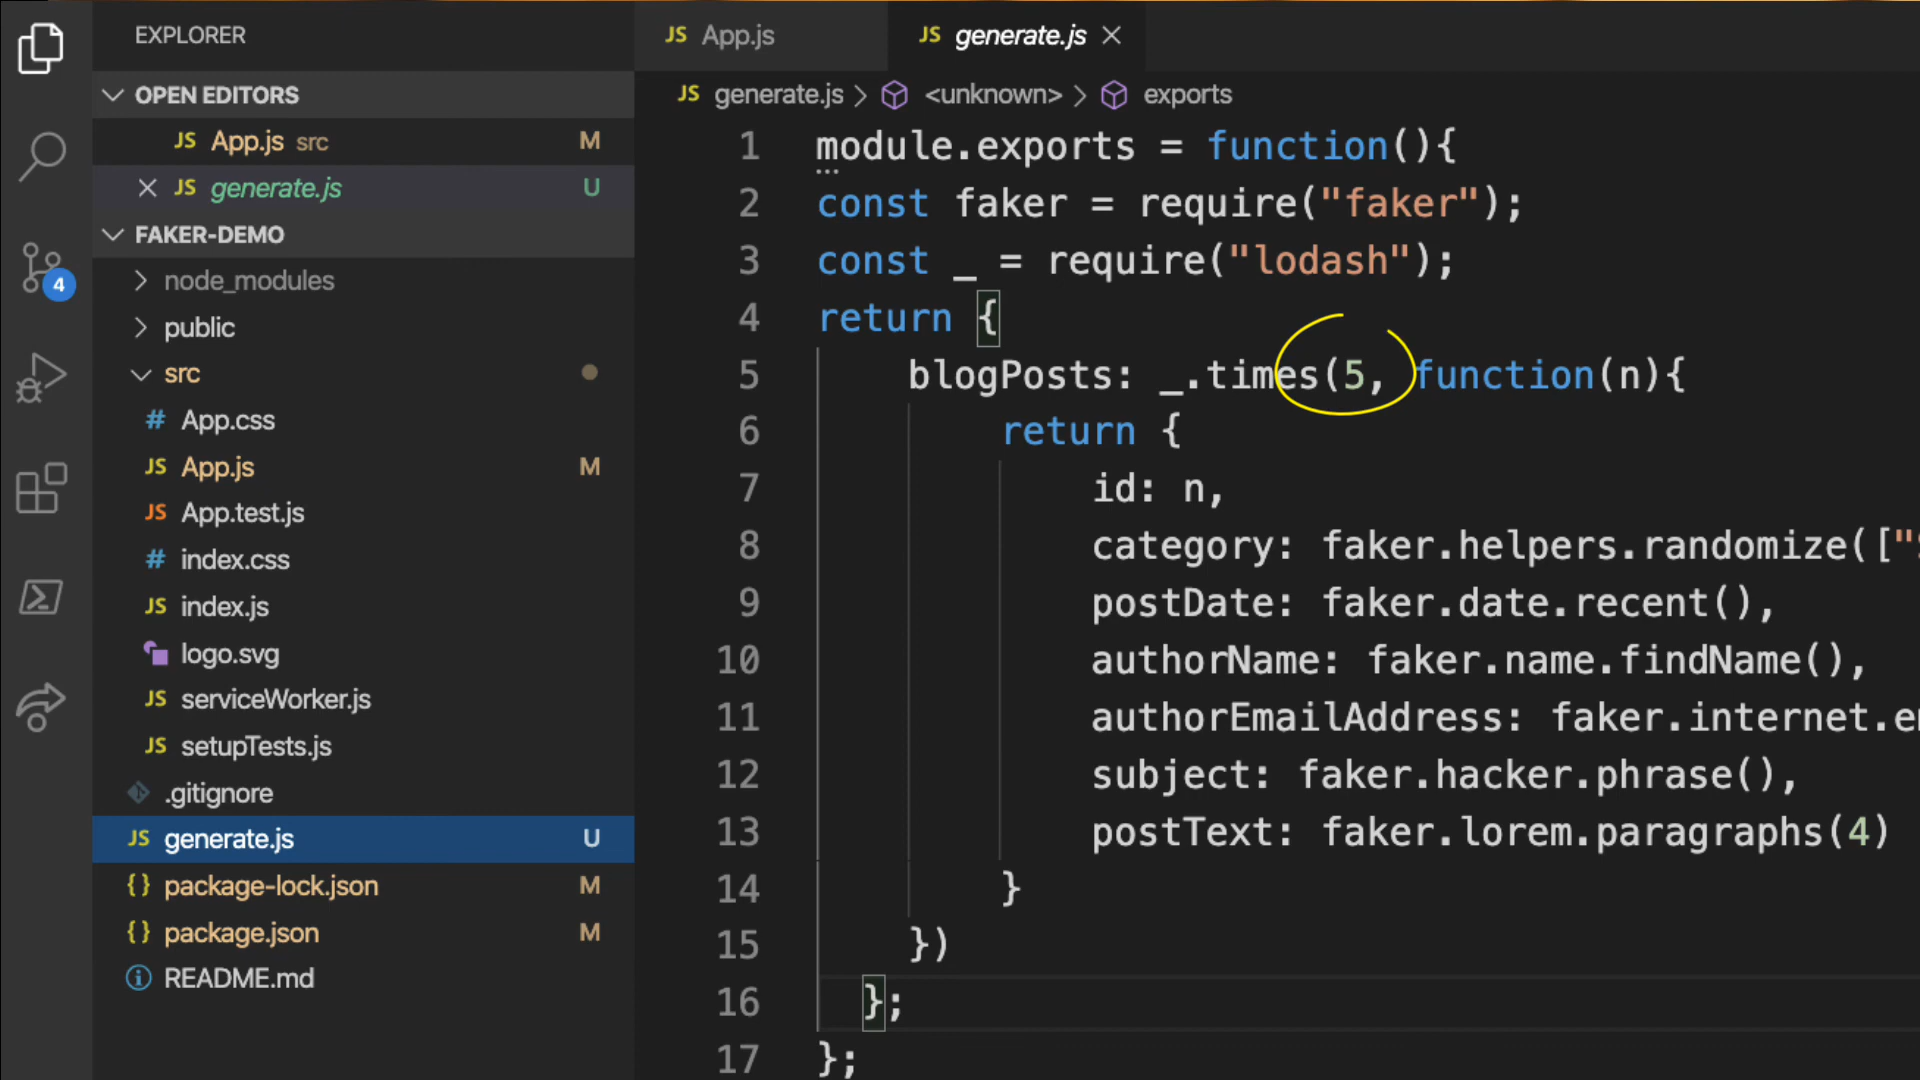 EXPLORER
OPEN EDITORS
JS App.js src M
JS generate.js U
FAKER-DEMO
node_modules
public
src
# App.css
JS App.js M
JS App.test.js
# index.css
JS index.js
logo.svg
JS serviceWorker.js
JS setupTests.js
.gitignore
JS generate.js U
{} package-lock.json M
{} package.json M
README.md
4
JS App.js
JS generate.js
JS generate.js > <unknown> > exports
1 module.exports = function(){
2 const faker = require("faker");
3 const _ = require("lodash");
4 return {
5 blogPosts: _.times(5, function(n){
6 return {
7 id: n,
8 category: faker.helpers.randomize(["
9 postDate: faker.date.recent(),
10 authorName: faker.name.findName(),
11 authorEmailAddress: faker.internet.
12 subject: faker.hacker.phrase(),
13 postText: faker.lorem.paragraphs(4)
14 }
15 })
16 };
17 };